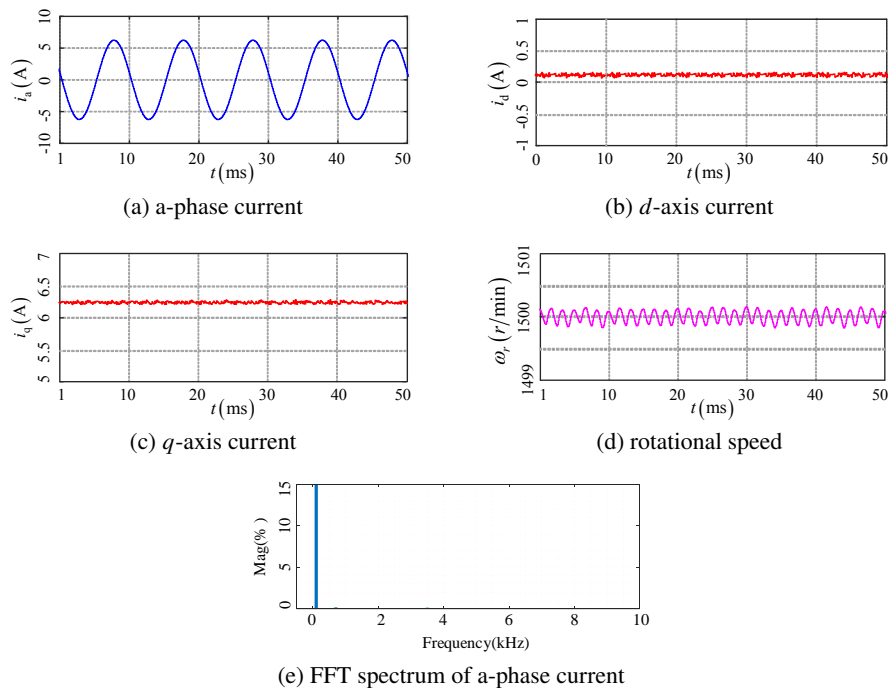 10
5
0
-5
-10
i_a (A)
1 10 20 30 40 50
t (ms)
(a) a-phase current
1
0.5
0
-0.5
-1
i_d (A)
0 10 20 30 40 50
t (ms)
(b) d-axis current
7
6.5
6
5.5
5
i_q (A)
1 10 20 30 40 50
t (ms)
(c) q-axis current
1501
1500
1499
ω_r (r/min)
1 10 20 30 40 50
t (ms)
(d) rotational speed
15
10
5
0
Mag(% )
0 2 4 6 8 10
Frequency(kHz)
(e) FFT spectrum of a-phase current